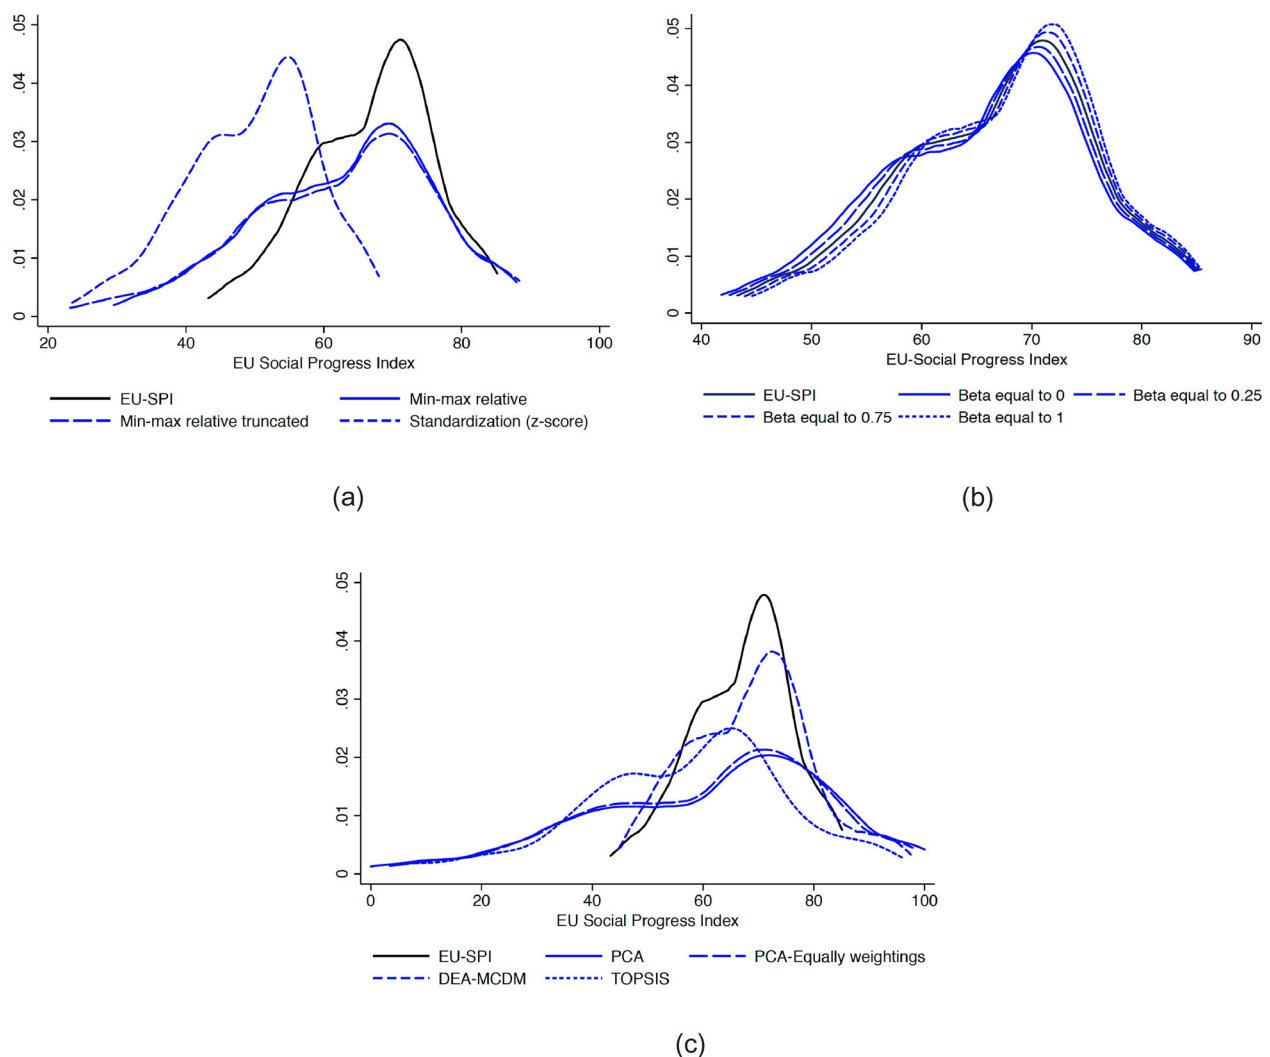 .05
.04
.03
.02
.01
0
20 40 60 80 100
EU Social Progress Index
EU-SPI Min-max relative
Min-max relative truncated Standardization (z-score)
(a)
.05
.04
.03
.02
.01
0
40 50 60 70 80 90
EU-Social Progress Index
EU-SPI Beta equal to 0 Beta equal to 0.25
Beta equal to 0.75 Beta equal to 1
(b)
.05
.04
.03
.02
.01
0
0 20 40 60 80 100
EU Social Progress Index
EU-SPI PCA PCA-Equally weightings
DEA-MCDM TOPSIS
(c)